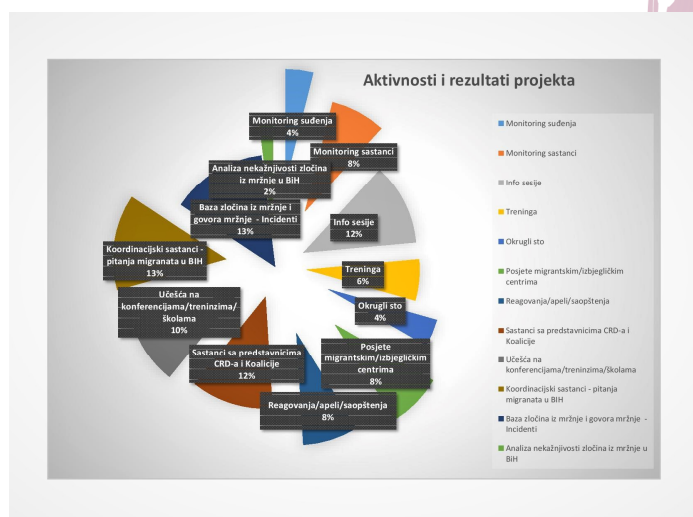 Aktivnosti i rezultati projekta
Monitoring suđenja
4%
Monitoring sastanci
8%
Analiza nekažnjivosti zločina
iz mržnje u BiH
2%
Baza zločina iz mržnje i
govora mržnje - Incidenti
13%
Info sesije
12%
Koordinacijski sastanci -
pitanja migranata u BIH
13%
Treninga
6%
Učešća na
konferencijama/treninzima/
školama
10%
Okrugli sto
4%
Sastanci sa predstavnicima
CRD-a i Koalicije
12%
Posjete
migrantskim/izbjegličkim
centrima
8%
Reagovanja/apeli/saopštenja
8%
Monitoring suđenja
Monitoring sastanci
Info sesije
Treninga
Okrugli sto
Posjete migrantskim/izbjegličkim
centrima
Reagovanja/apeli/saopštenja
Sastanci sa predstavnicima CRD-a i
Koalicije
Učešća na
konferencijama/treninzima/školama
Koordinacijski sastanci - pitanja
migranata u BIH
Baza zločina iz mržnje i govora mržnje -
Incidenti
Analiza nekažnjivosti zločina iz mržnje u
BiH